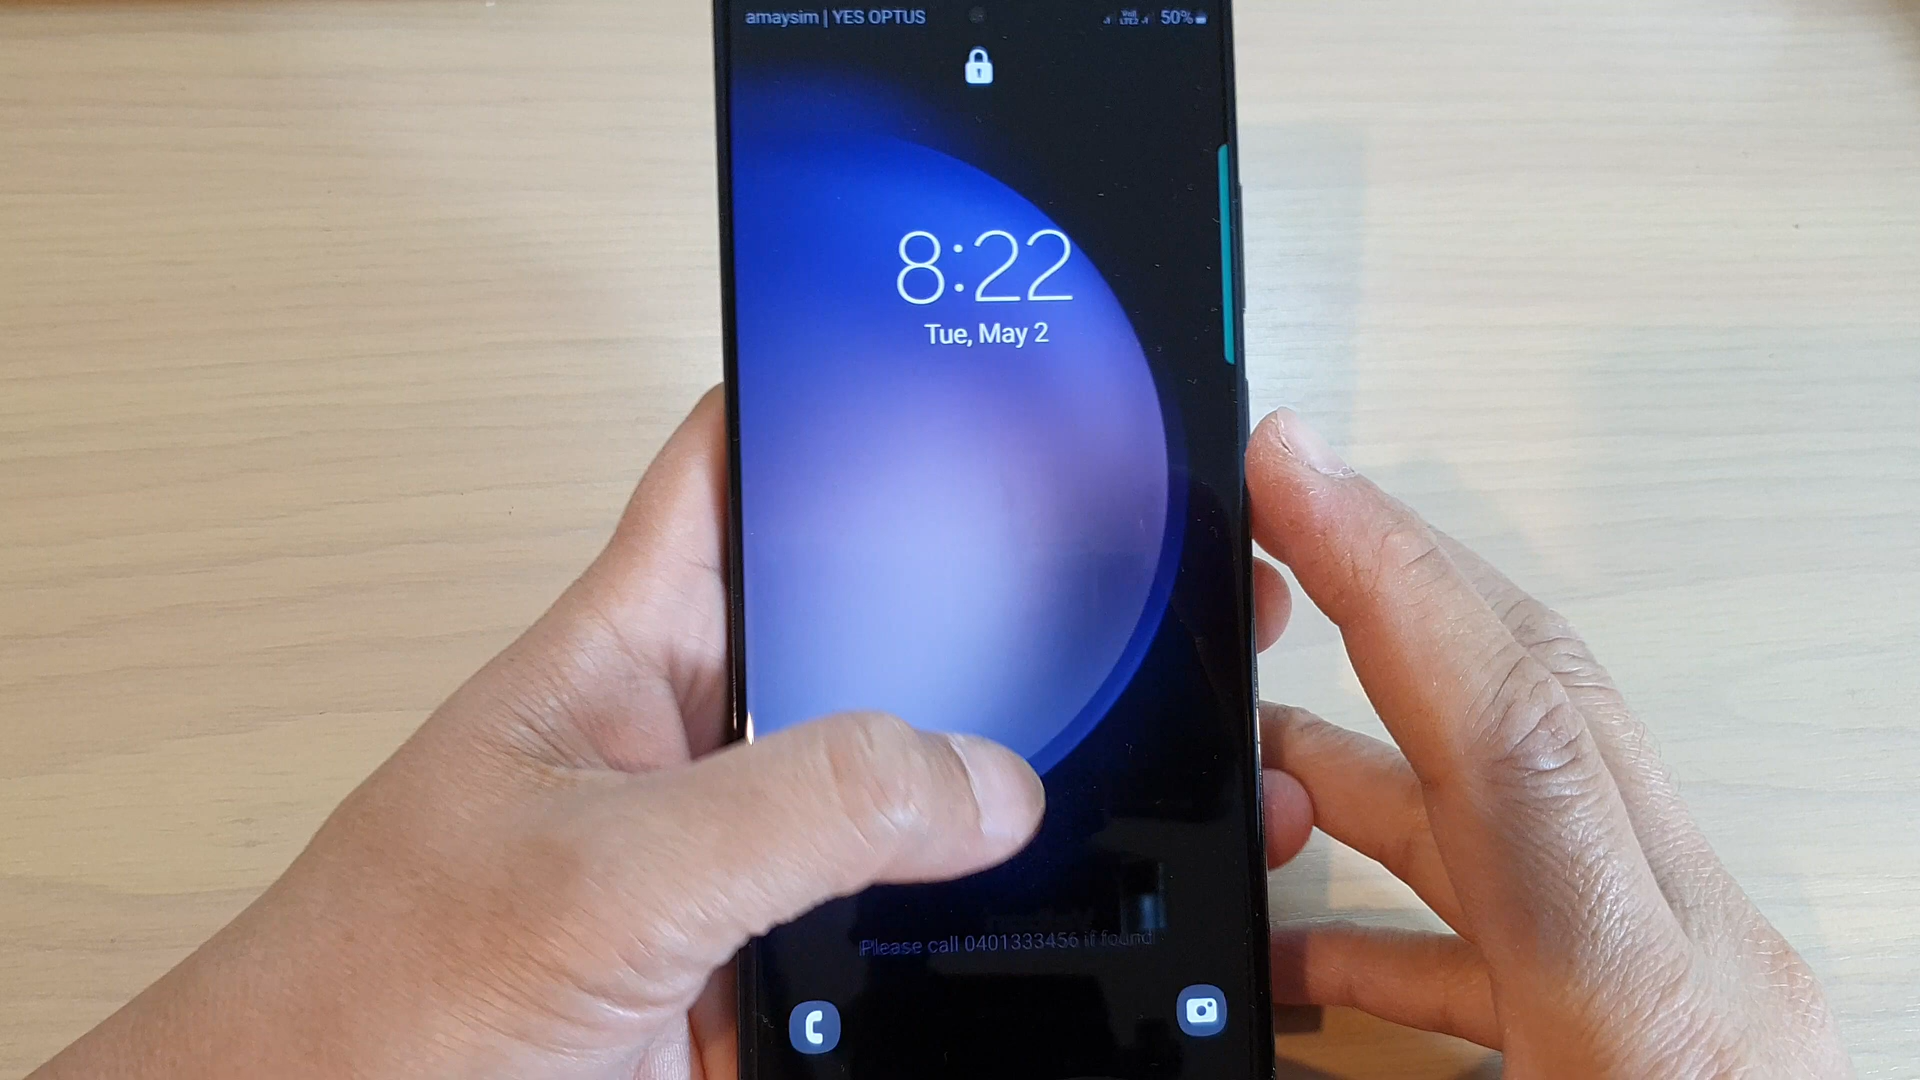 amaysim | YES OPTUS
50%
8:22
Tue, May 2
Please call 0401333456 if found